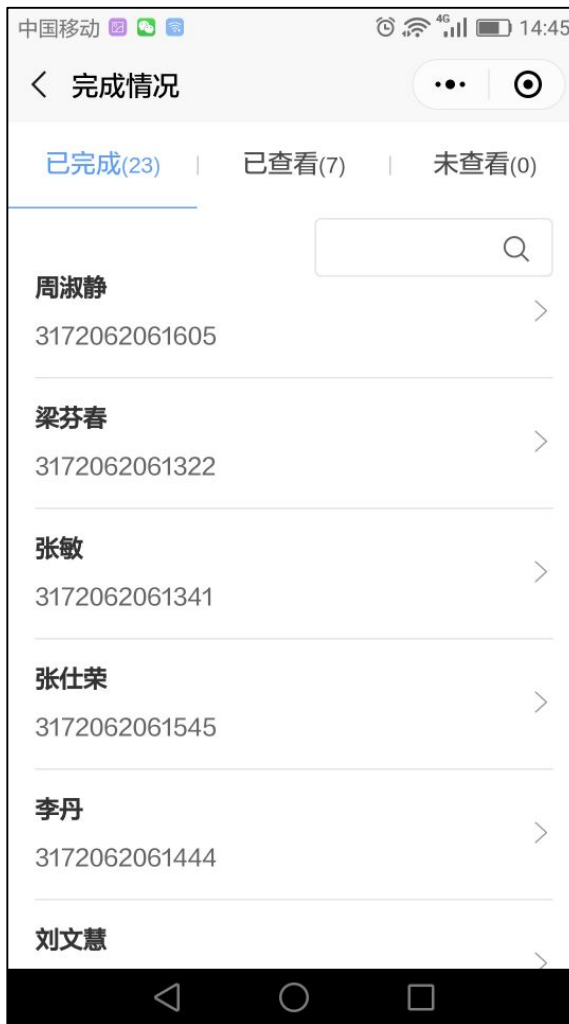 中国移动 4G 14:45
完成情况
已完成(23) 已查看(7) 未查看(0)
周淑静
3172062061605
梁芬春
3172062061322
张敏
3172062061341
张仕荣
3172062061545
李丹
3172062061444
刘文慧